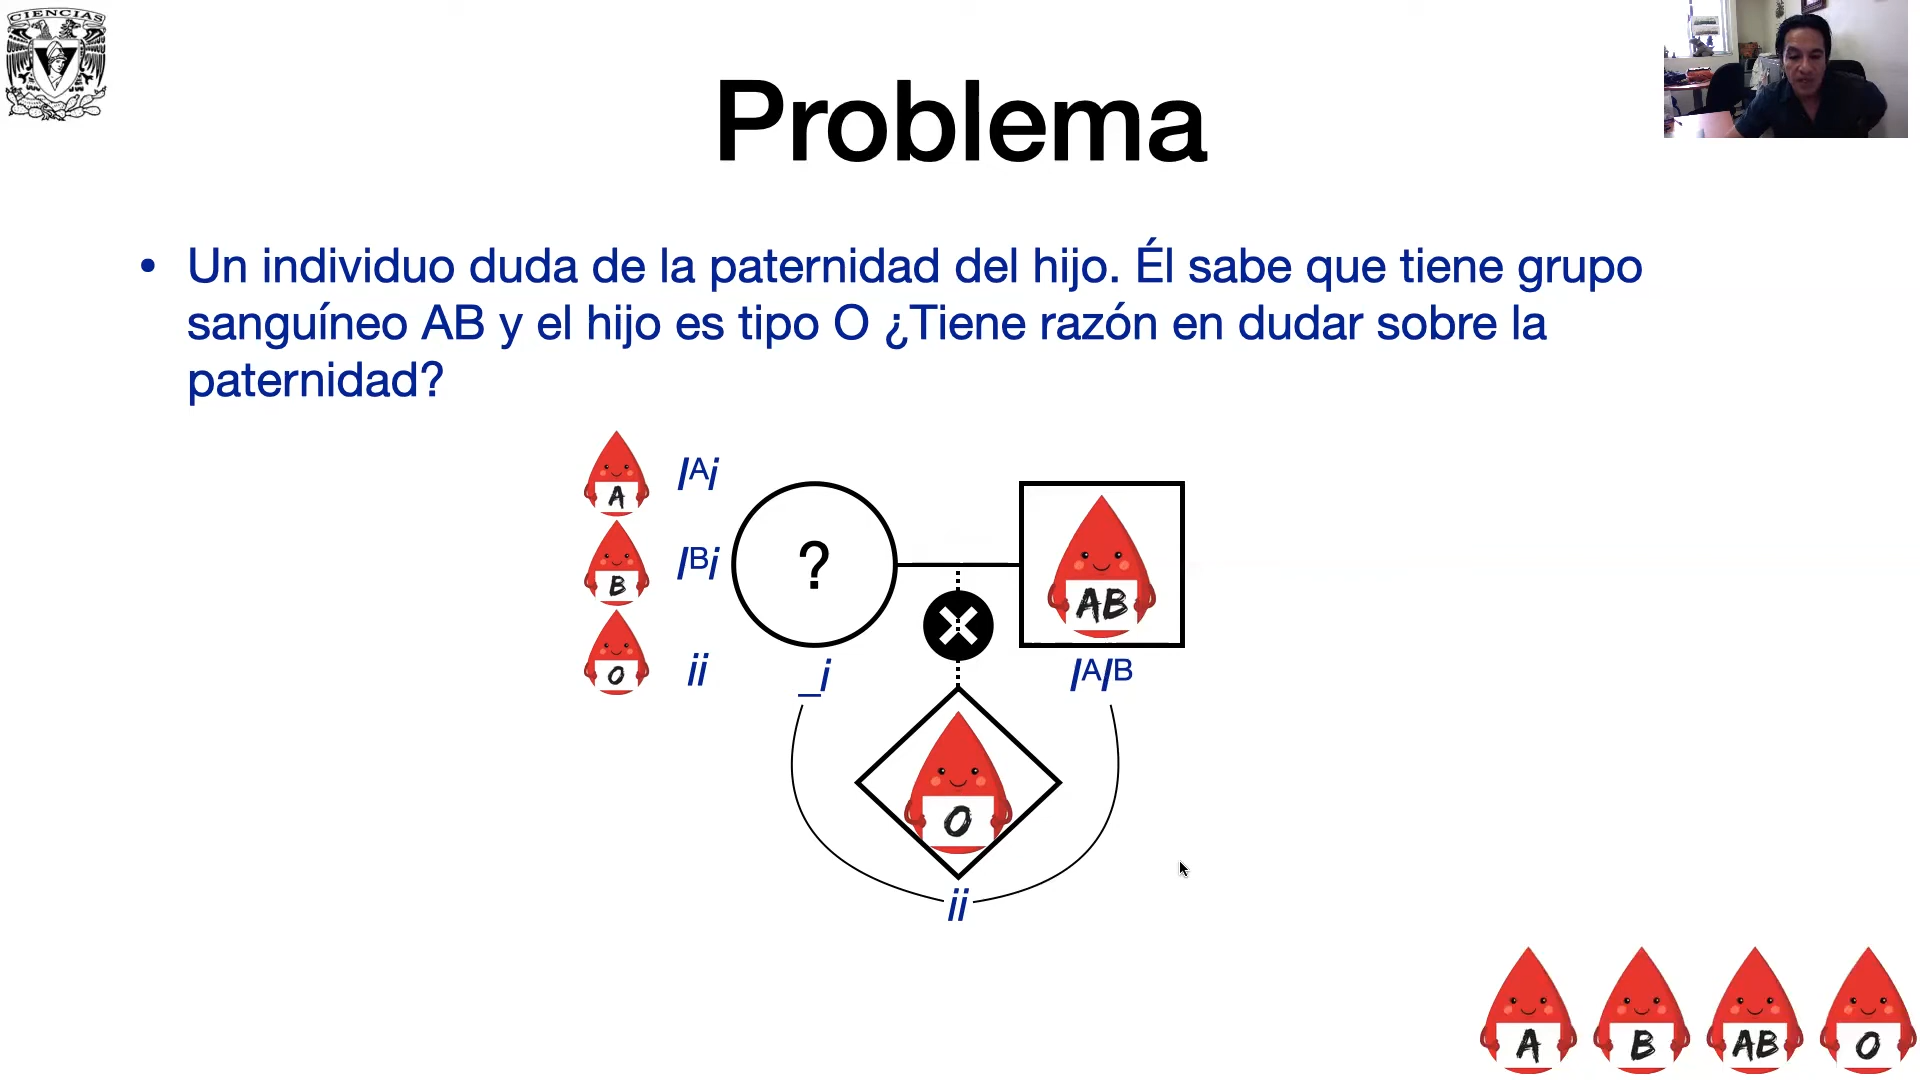 CIENCIAS
Problema
• Un individuo duda de la paternidad del hijo. Él sabe que tiene grupo
sanguíneo AB y el hijo es tipo O ¿Tiene razón en dudar sobre la
paternidad?
A Iᴬi
B Iᴮi
O ii
?
AB
_i
IᴬIᴮ
O
ii
A B AB O